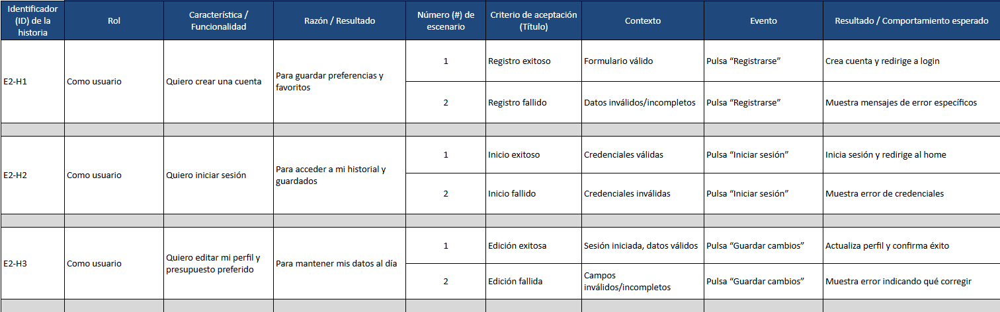 Identificador
(ID) de la
historia
Rol
Característica /
Funcionalidad
Razón / Resultado
Número (#) de
escenario
Criterio de aceptación
(Título)
Contexto
Evento
Resultado / Comportamiento esperado
E2-H1
Como usuario
Quiero crear una cuenta
Para guardar preferencias y
favoritos
1
Registro exitoso
Formulario válido
Pulsa “Registrarse”
Crea cuenta y redirige a login
2
Registro fallido
Datos inválidos/incompletos
Pulsa “Registrarse”
Muestra mensajes de error específicos
E2-H2
Como usuario
Quiero iniciar sesión
Para acceder a mi historial y
guardados
1
Inicio exitoso
Credenciales válidas
Pulsa “Iniciar sesión”
Inicia sesión y redirige al home
2
Inicio fallido
Credenciales inválidas
Pulsa “Iniciar sesión”
Muestra error de credenciales
E2-H3
Como usuario
Quiero editar mi perfil y
presupuesto preferido
Para mantener mis datos al día
1
Edición exitosa
Sesión iniciada, datos válidos
Pulsa “Guardar cambios”
Actualiza perfil y confirma éxito
2
Edición fallida
Campos
inválidos/incompletos
Pulsa “Guardar cambios”
Muestra error indicando qué corregir